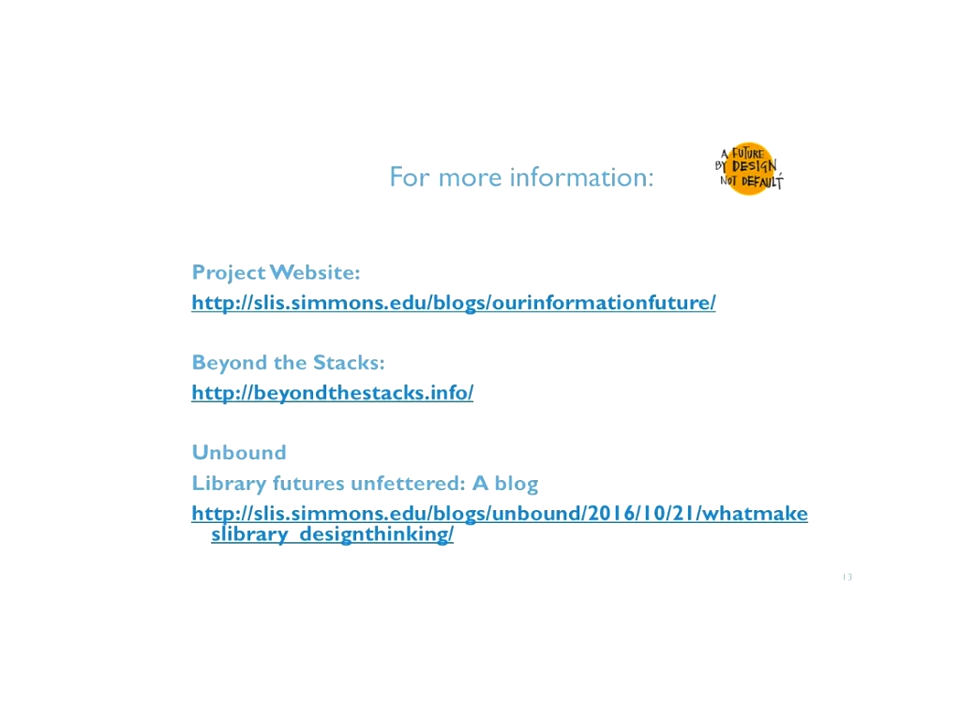 For more information:
A FUTURE
BY DESIGN
NOT DEFAULT
Project Website:
http://slis.simmons.edu/blogs/ourinformationfuture/
Beyond the Stacks:
http://beyondthestacks.info/
Unbound
Library futures unfettered: A blog
http://slis.simmons.edu/blogs/unbound/2016/10/21/whatmake
slibrary_designthinking/
13